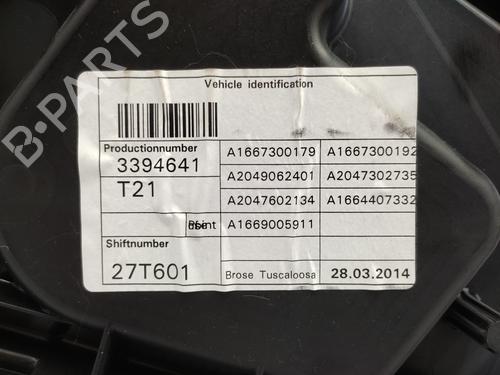 B-PARTS
Vehicle identification
Productionnumber
3394641
T21
A1667300179 A1667300192
A2049062401 A2047302735
A2047602134 A1664407332
A1669005911
Shiftnumber
27T601
Brose Tuscaloosa 28.03.2014